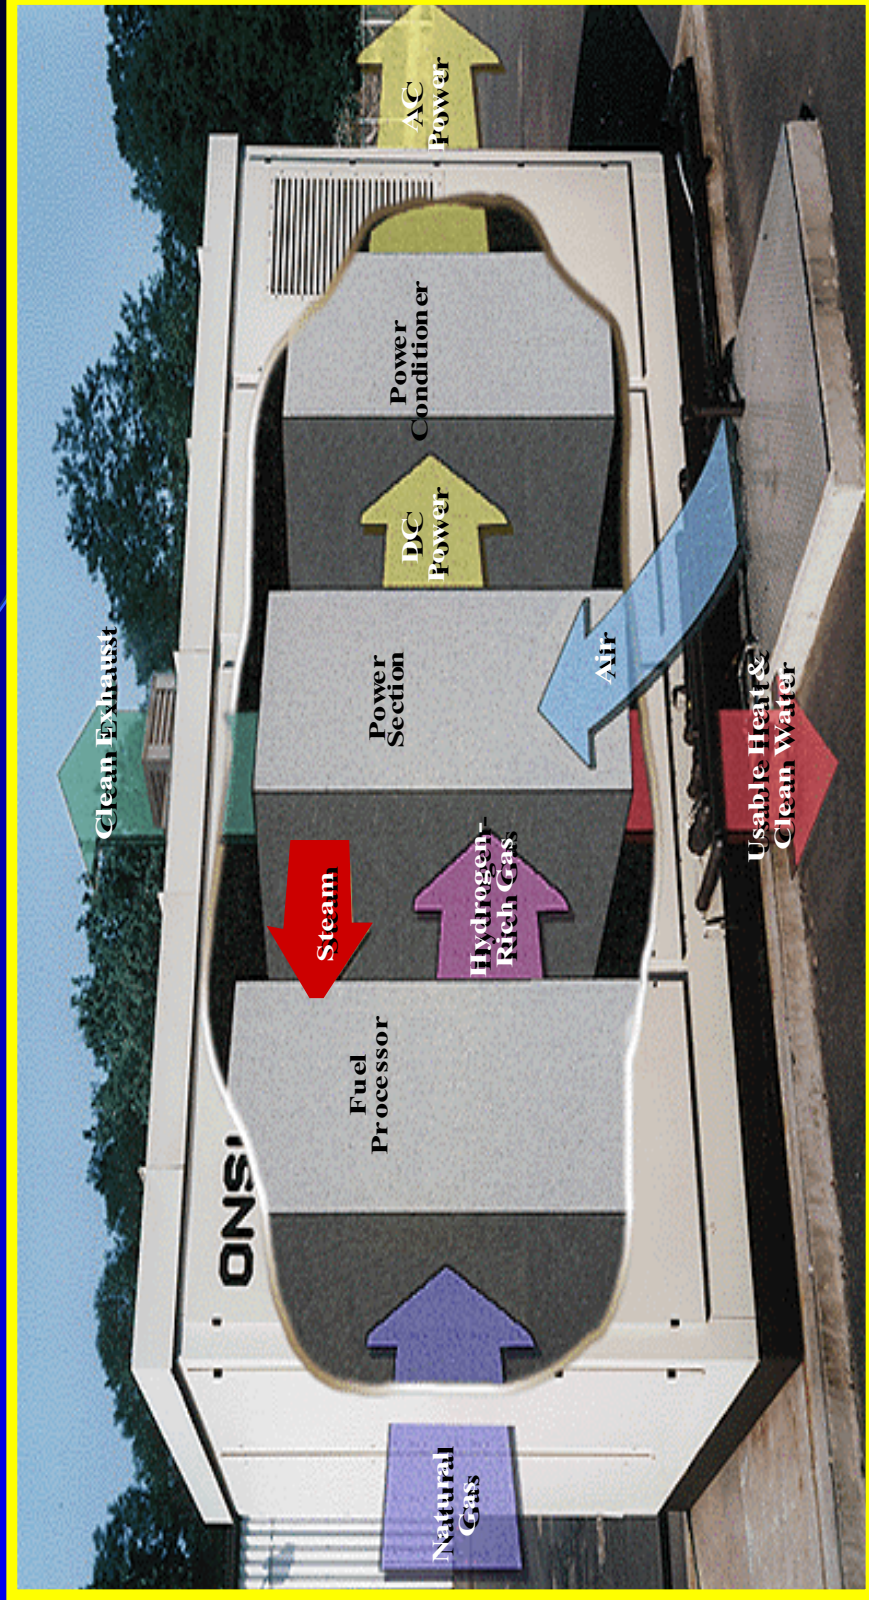 Natural
Gas
Fuel
Processor
Steam
Hydrogen-
Rich Gas
Power
Section
Clean Exhaust
Air
Usable Heat &
Clean Water
DC
Power
Power
Conditioner
AC
Power
ONSI